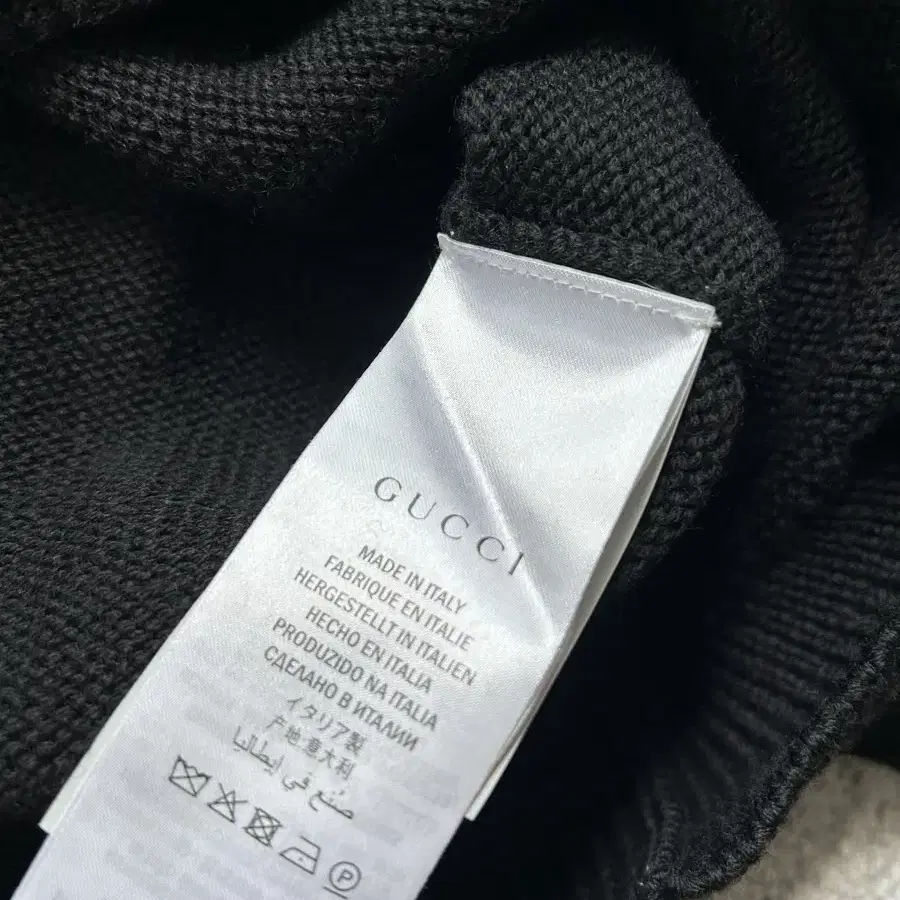 GUCCI
MADE IN ITALY
FABRIQUE EN ITALIE
HERGESTELLT IN ITALIEN
HECHO EN ITALIA
PRODUZIDO NA ITALIA
СДЕЛАНО В ИТАЛИИ
イタリア製
产地:意大利
صنع في إيطاليا
P